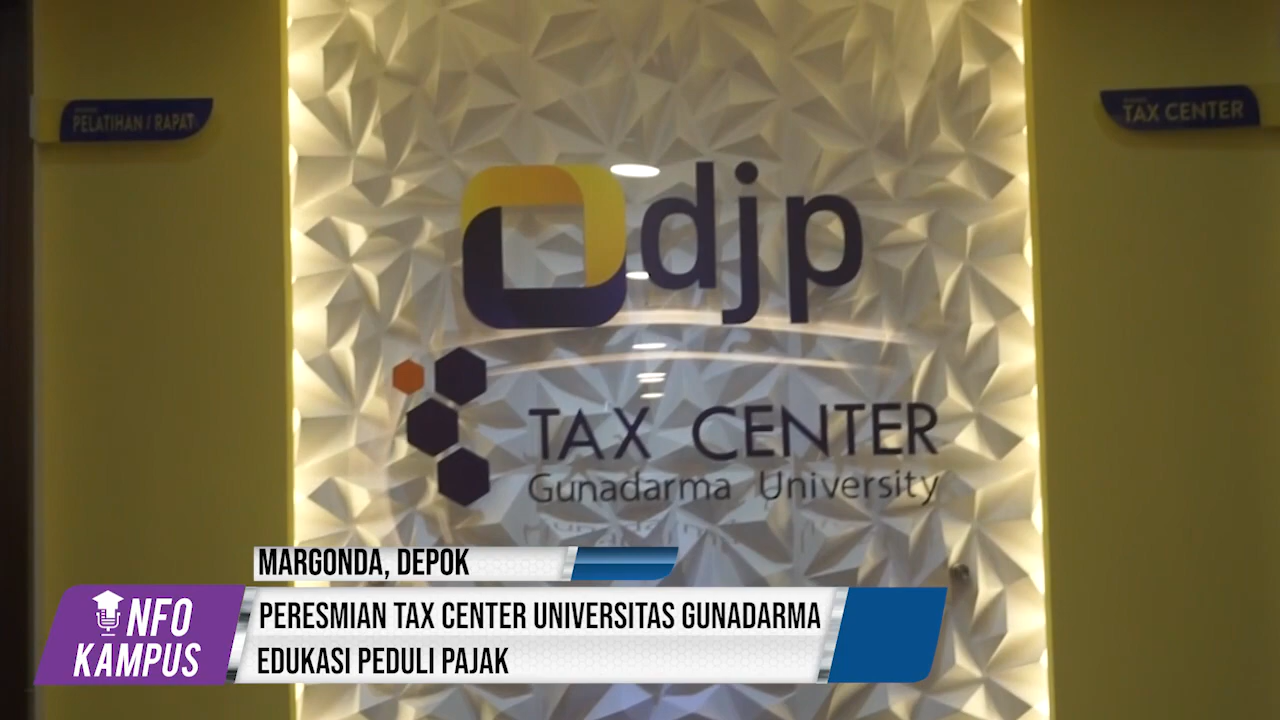 PELATIHAN / RAPAT
TAX CENTER
djp
TAX CENTER
Gunadarma University
MARGONDA, DEPOK
INFO
KAMPUS
PERESMIAN TAX CENTER UNIVERSITAS GUNADARMA
EDUKASI PEDULI PAJAK